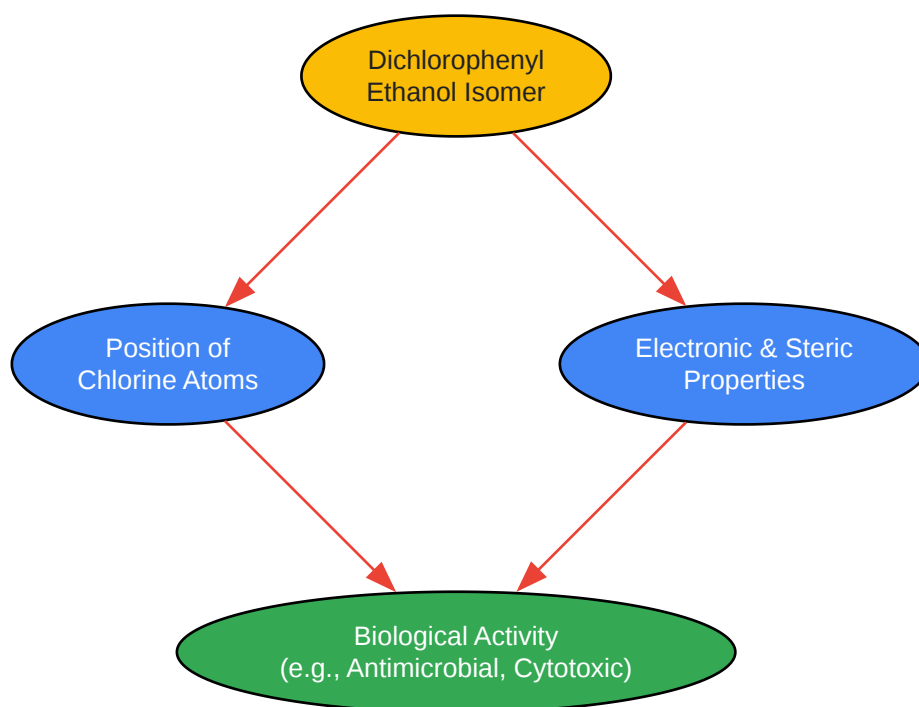 Dichlorophenyl
Ethanol Isomer
Position of
Chlorine Atoms
Electronic & Steric
Properties
Biological Activity
(e.g., Antimicrobial, Cytotoxic)